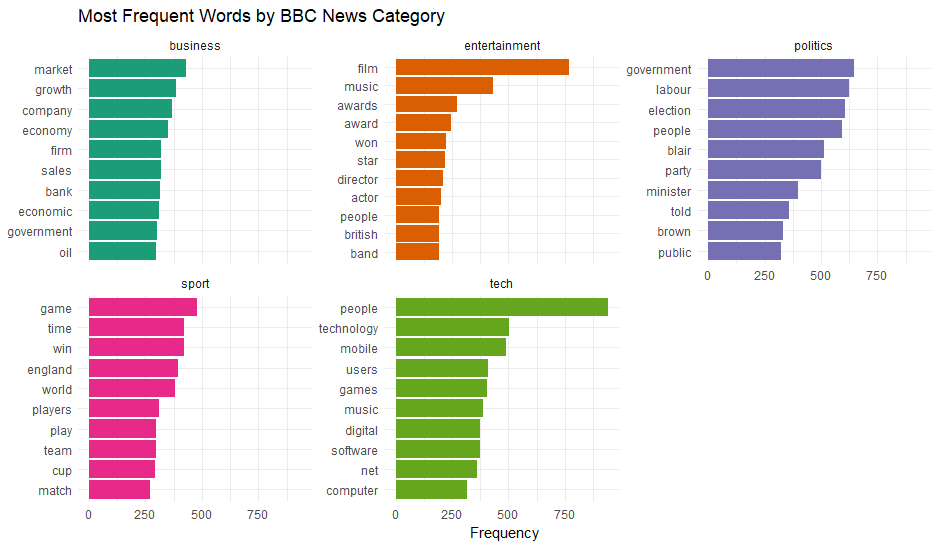 Most Frequent Words by BBC News Category
business
market
growth
company
economy
firm
sales
bank
economic
government
oil
entertainment
film
music
awards
award
won
star
director
actor
people
british
band
politics
government
labour
election
people
blair
party
minister
told
brown
public
0 250 500 750
sport
game
time
win
england
world
players
play
team
cup
match
0 250 500 750
tech
people
technology
mobile
users
games
music
digital
software
net
computer
0 250 500 750
Frequency